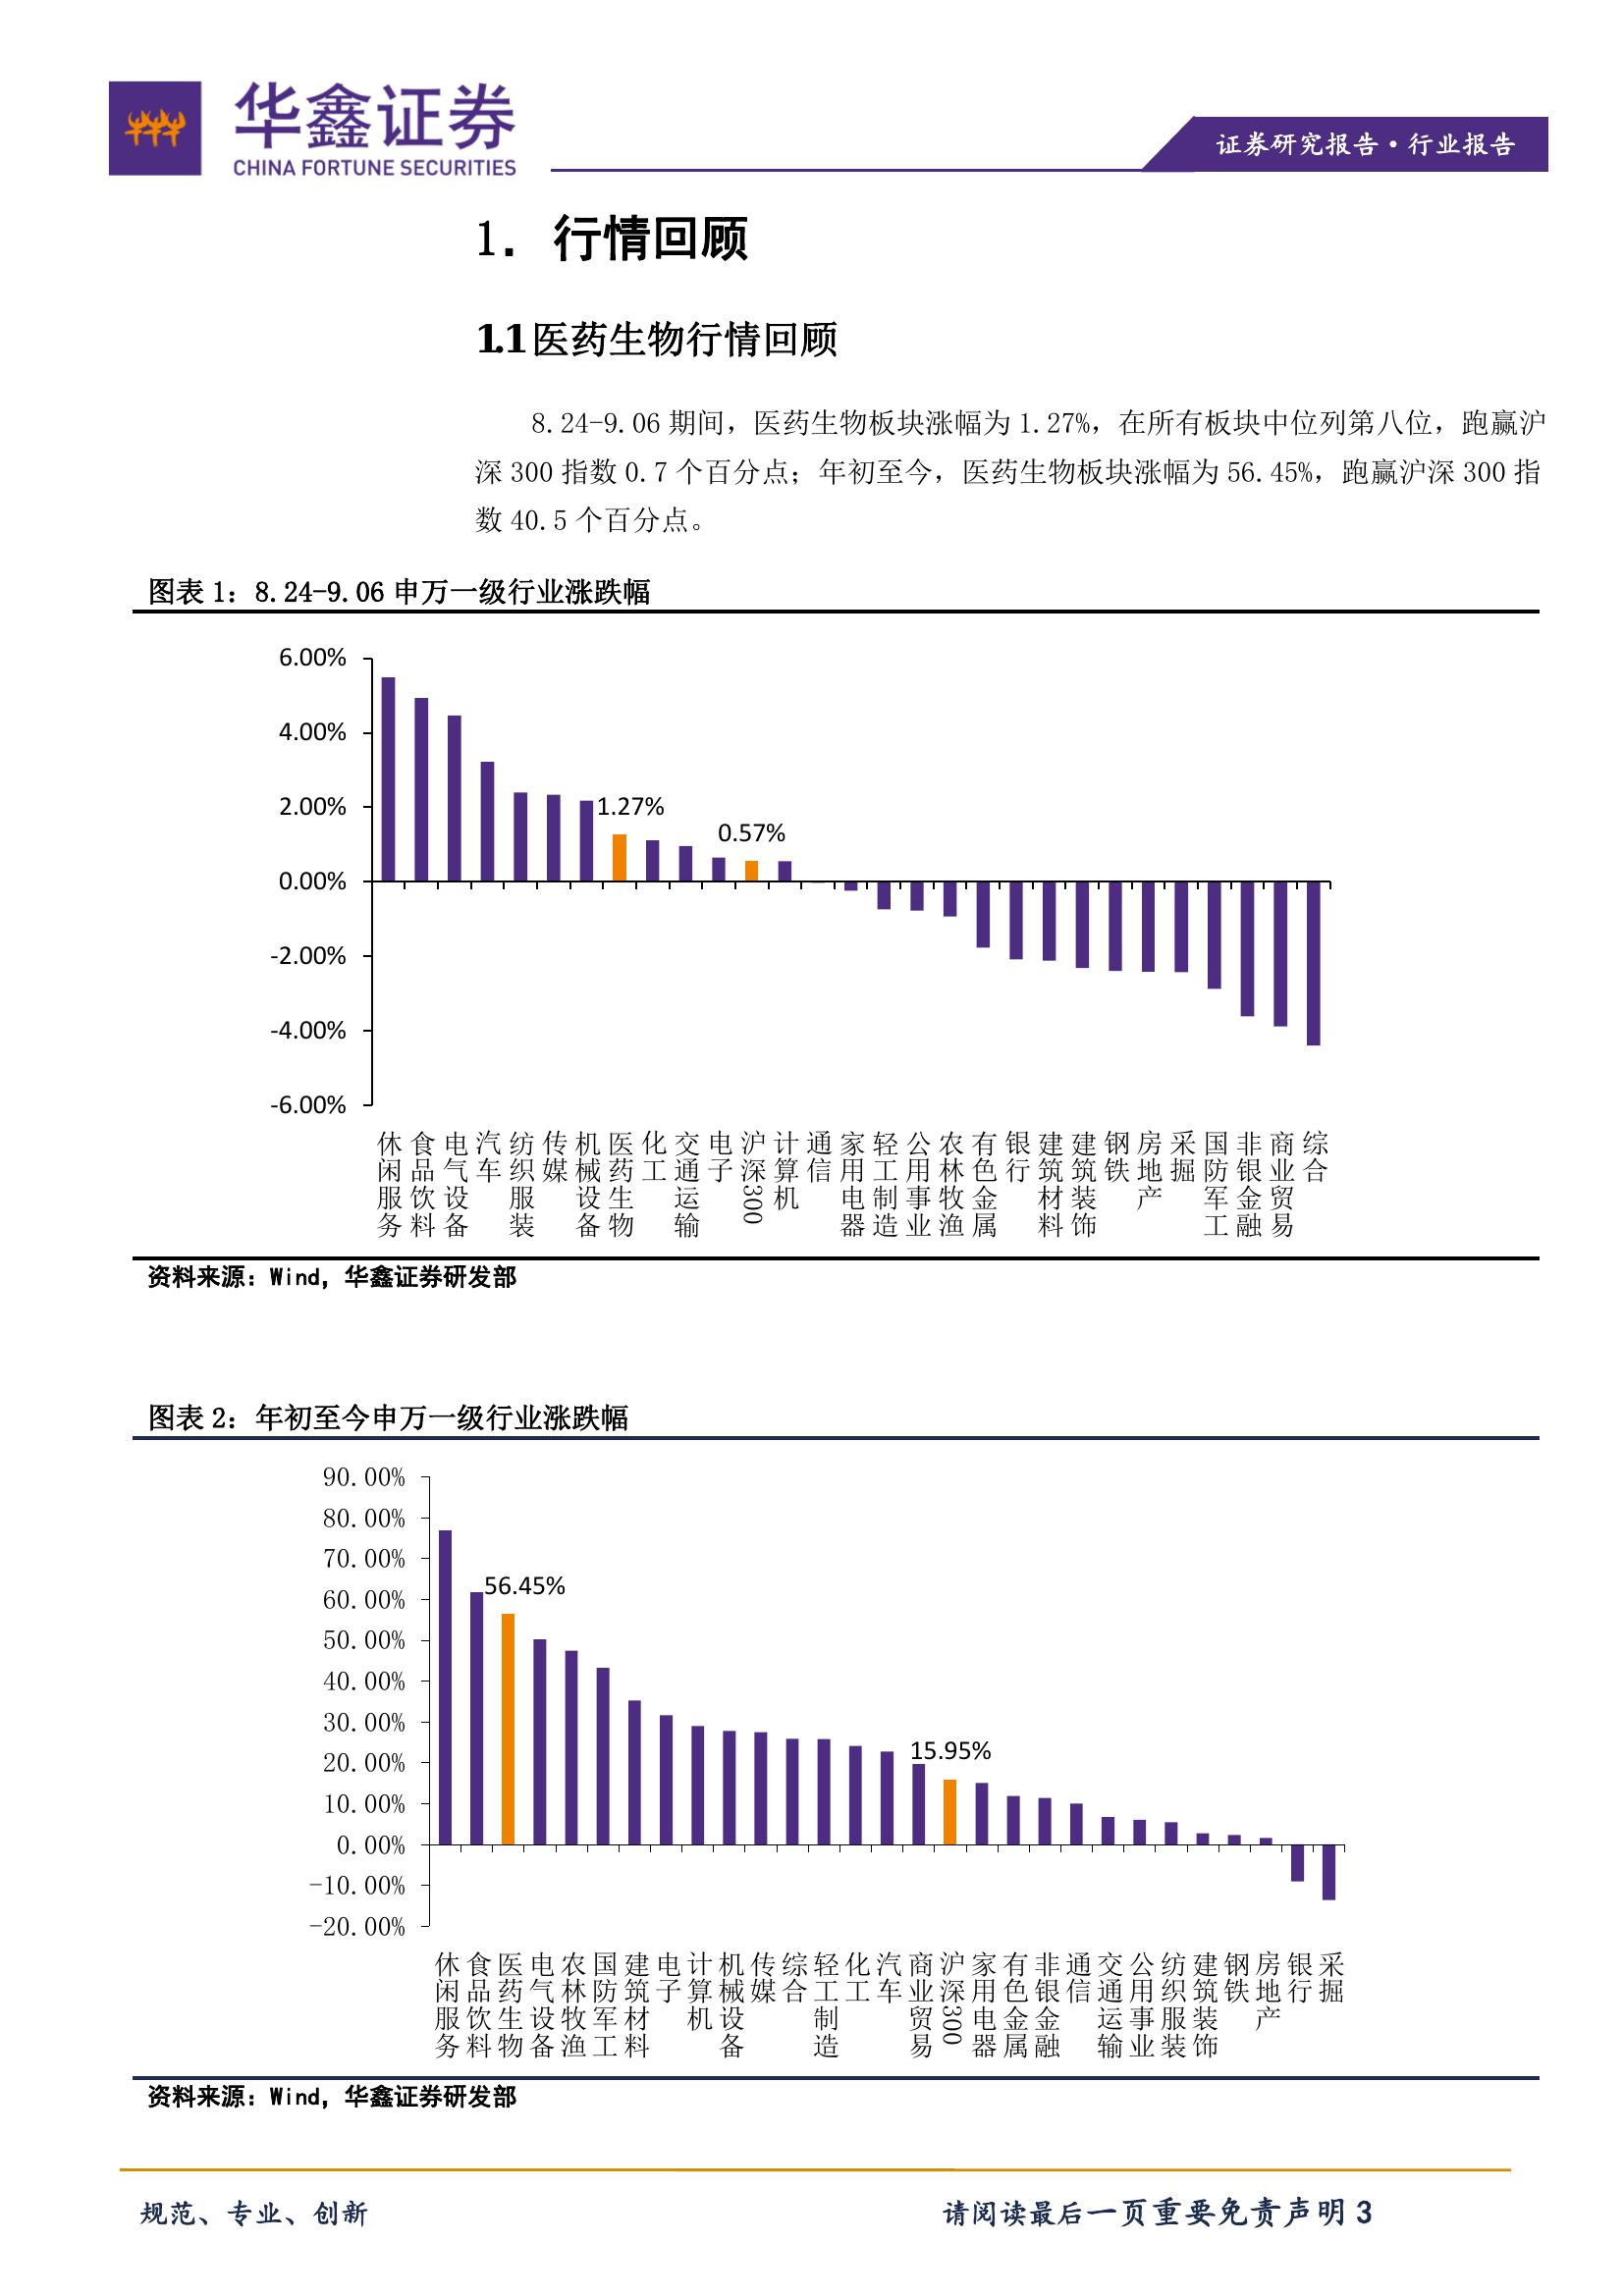 华鑫证券
CHINA FORTUNE SECURITIES
证券研究报告·行业报告
1. 行情回顾
1.1医药生物行情回顾
8.24-9.06 期间，医药生物板块涨幅为 1.27%，在所有板块中位列第八位，跑赢沪
深 300 指数 0.7 个百分点；年初至今，医药生物板块涨幅为 56.45%，跑赢沪深 300 指
数 40.5 个百分点。
图表 1：8.24-9.06 申万一级行业涨跌幅
6.00%
4.00%
2.00%
0.00%
-2.00%
-4.00%
-6.00%
1.27%
0.57%
休闲服务
食品饮料
电气设备
汽车
纺织服装
传媒
机械设备
医药生物
化工
交通运输
电子
沪深300
计算机
通信
家用电器
轻工制造
公用事业
农林牧渔
有色金属
银行
建筑材料
建筑装饰
钢铁
房地产
采掘
国防军工
非银金融
商业贸易
综合
资料来源：Wind，华鑫证券研发部
图表 2：年初至今申万一级行业涨跌幅
90.00%
80.00%
70.00%
60.00%
50.00%
40.00%
30.00%
20.00%
10.00%
0.00%
-10.00%
-20.00%
56.45%
15.95%
休闲服务
食品饮料
医药生物
电气设备
农林牧渔
国防军工
建筑材料
电子
计算机
机械设备
传媒
综合
轻工制造
化工
汽车
商业贸易
沪深300
家用电器
有色金属
非银金融
通信
交通运输
公用事业
纺织服装
建筑装饰
钢铁
房地产
银行
采掘
资料来源：Wind，华鑫证券研发部
规范、专业、创新
请阅读最后一页重要免责声明 3